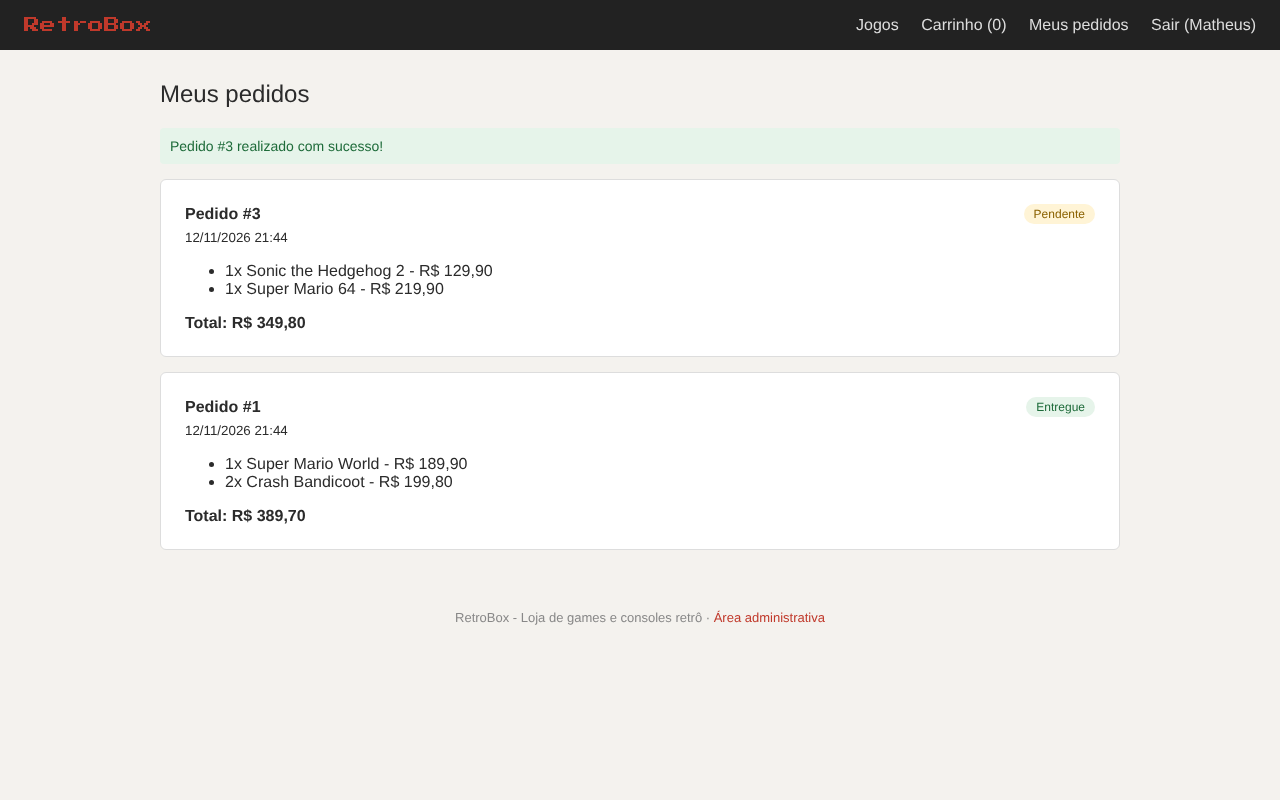 RetroBox
Jogos Carrinho (0) Meus pedidos Sair (Matheus)
Meus pedidos
Pedido #3 realizado com sucesso!
Pedido #3
Pendente
12/11/2026 21:44
1x Sonic the Hedgehog 2 - R$ 129,90
1x Super Mario 64 - R$ 219,90
Total: R$ 349,80
Pedido #1
Entregue
12/11/2026 21:44
1x Super Mario World - R$ 189,90
2x Crash Bandicoot - R$ 199,80
Total: R$ 389,70
RetroBox - Loja de games e consoles retrô · Área administrativa